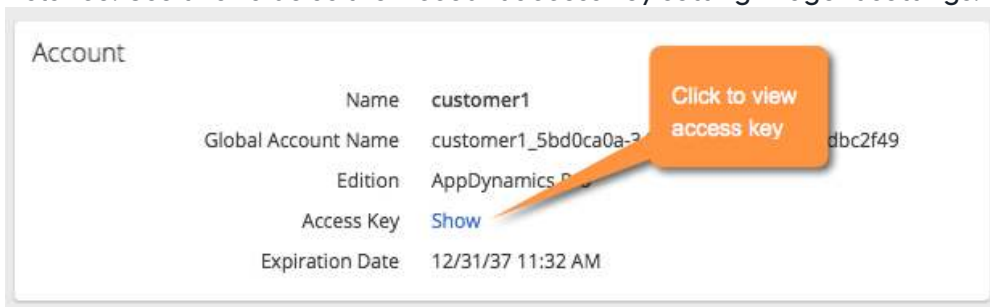 Account
Name customer1
Click to view
access key
Global Account Name customer1_5bd0ca0a-3 dbc2f49
Edition AppDynamics
Access Key Show
Expiration Date 12/31/37 11:32 AM